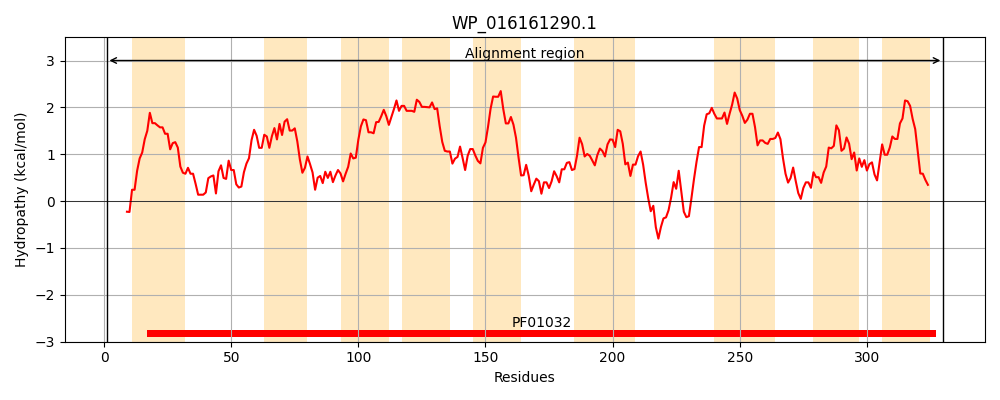 WP_016161290.1
Alignment region
3
2
1
0
−1
−2
−3
Hydropathy (kcal/mol)
PF01032
0
50
100
150
200
250
300
Residues